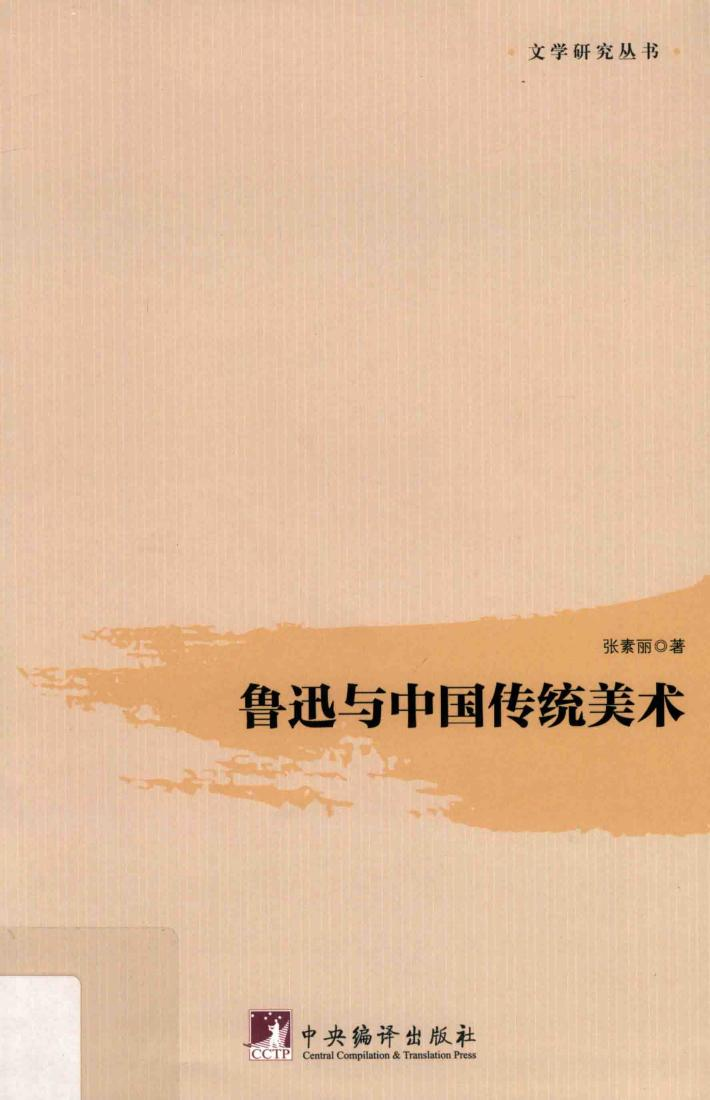 文学研究丛书
张素丽◎著
鲁迅与中国传统美术
CCTP
中央编译出版社
Central Compilation & Translation Press